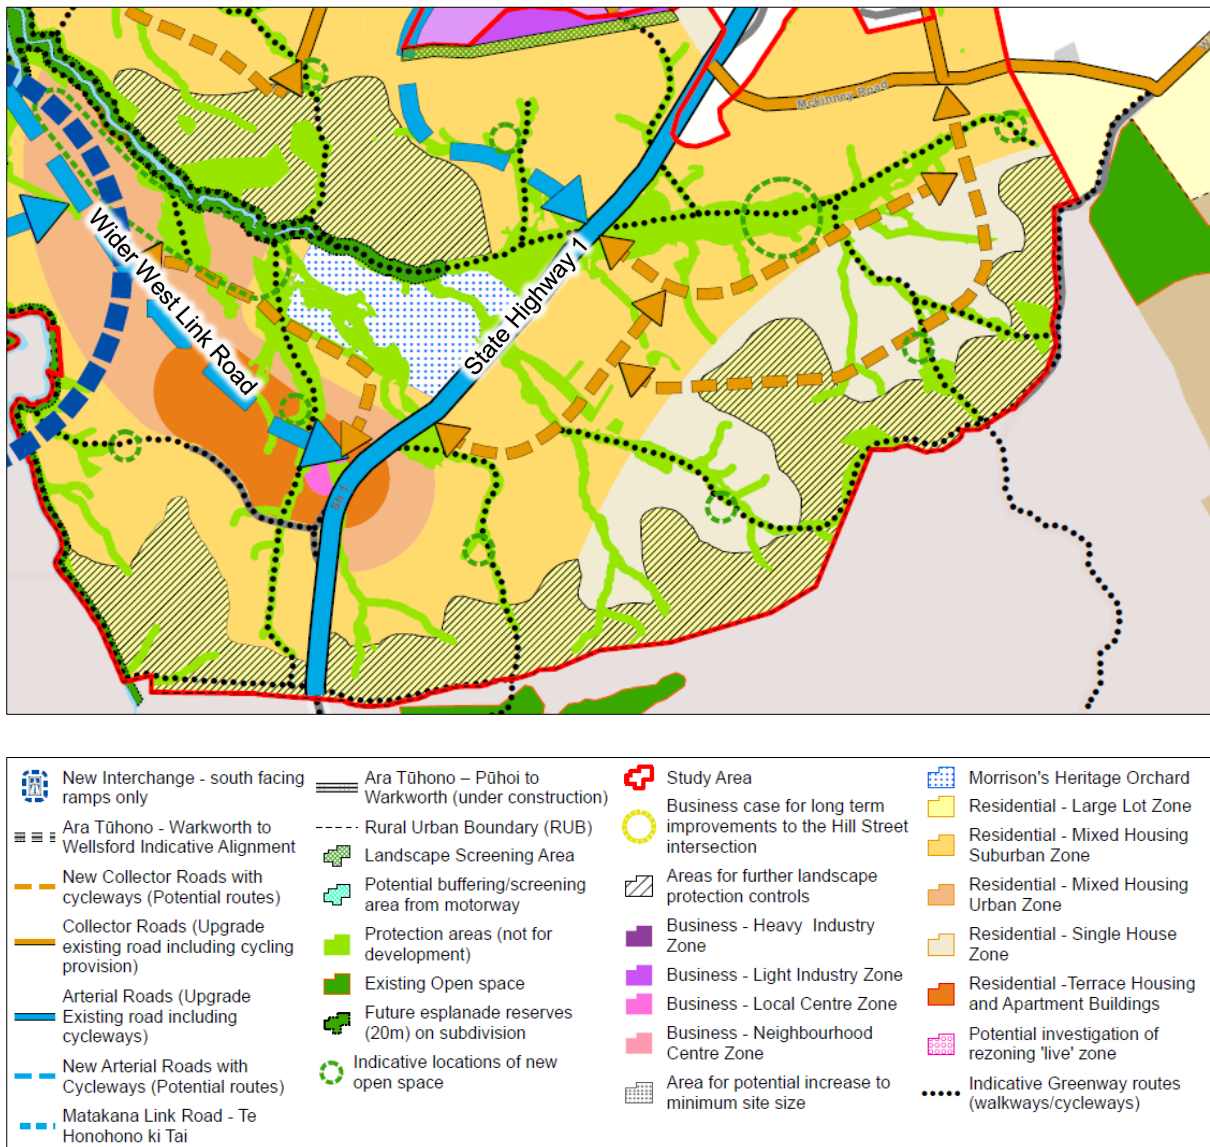 Mckinney Road
W
Wider West Link Road
State Highway 1
SH 1
New Interchange - south facing
ramps only
Ara Tūhono - Warkworth to
Wellsford Indicative Alignment
New Collector Roads with
cycleways (Potential routes)
Collector Roads (Upgrade
existing road including cycling
provision)
Arterial Roads (Upgrade
Existing road including
cycleways)
New Arterial Roads with
Cycleways (Potential routes)
Matakana Link Road - Te
Honohono ki Tai
Ara Tūhono – Pūhoi to
Warkworth (under construction)
Rural Urban Boundary (RUB)
Landscape Screening Area
Potential buffering/screening
area from motorway
Protection areas (not for
development)
Existing Open space
Future esplanade reserves
(20m) on subdivision
Indicative locations of new
open space
Study Area
Business case for long term
improvements to the Hill Street
intersection
Areas for further landscape
protection controls
Business - Heavy Industry
Zone
Business - Light Industry Zone
Business - Local Centre Zone
Business - Neighbourhood
Centre Zone
Area for potential increase to
minimum site size
Morrison's Heritage Orchard
Residential - Large Lot Zone
Residential - Mixed Housing
Suburban Zone
Residential - Mixed Housing
Urban Zone
Residential - Single House
Zone
Residential -Terrace Housing
and Apartment Buildings
Potential investigation of
rezoning 'live' zone
Indicative Greenway routes
(walkways/cycleways)